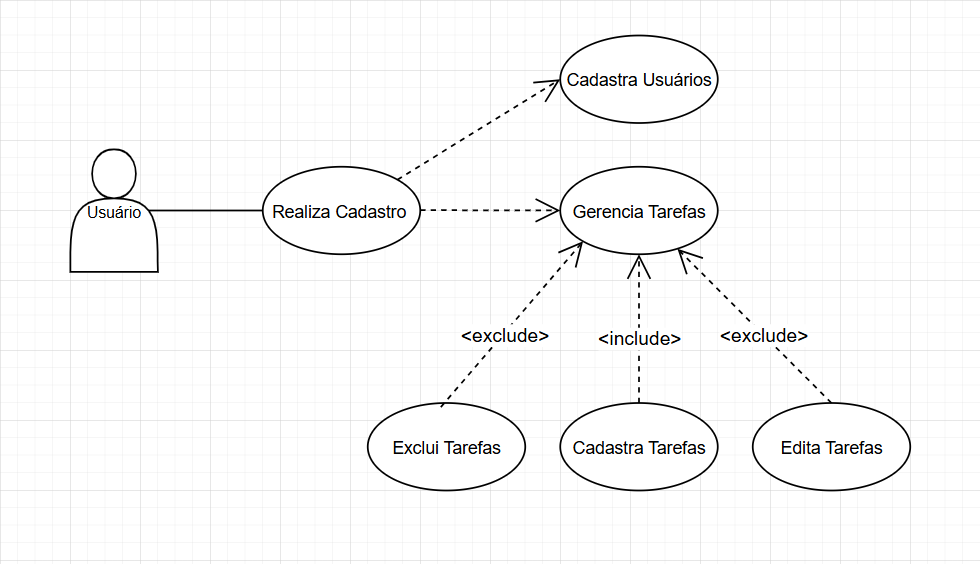 Cadastra Usuários
Usuário
Realiza Cadastro
Gerencia Tarefas
<exclude>
<include>
<exclude>
Exclui Tarefas
Cadastra Tarefas
Edita Tarefas